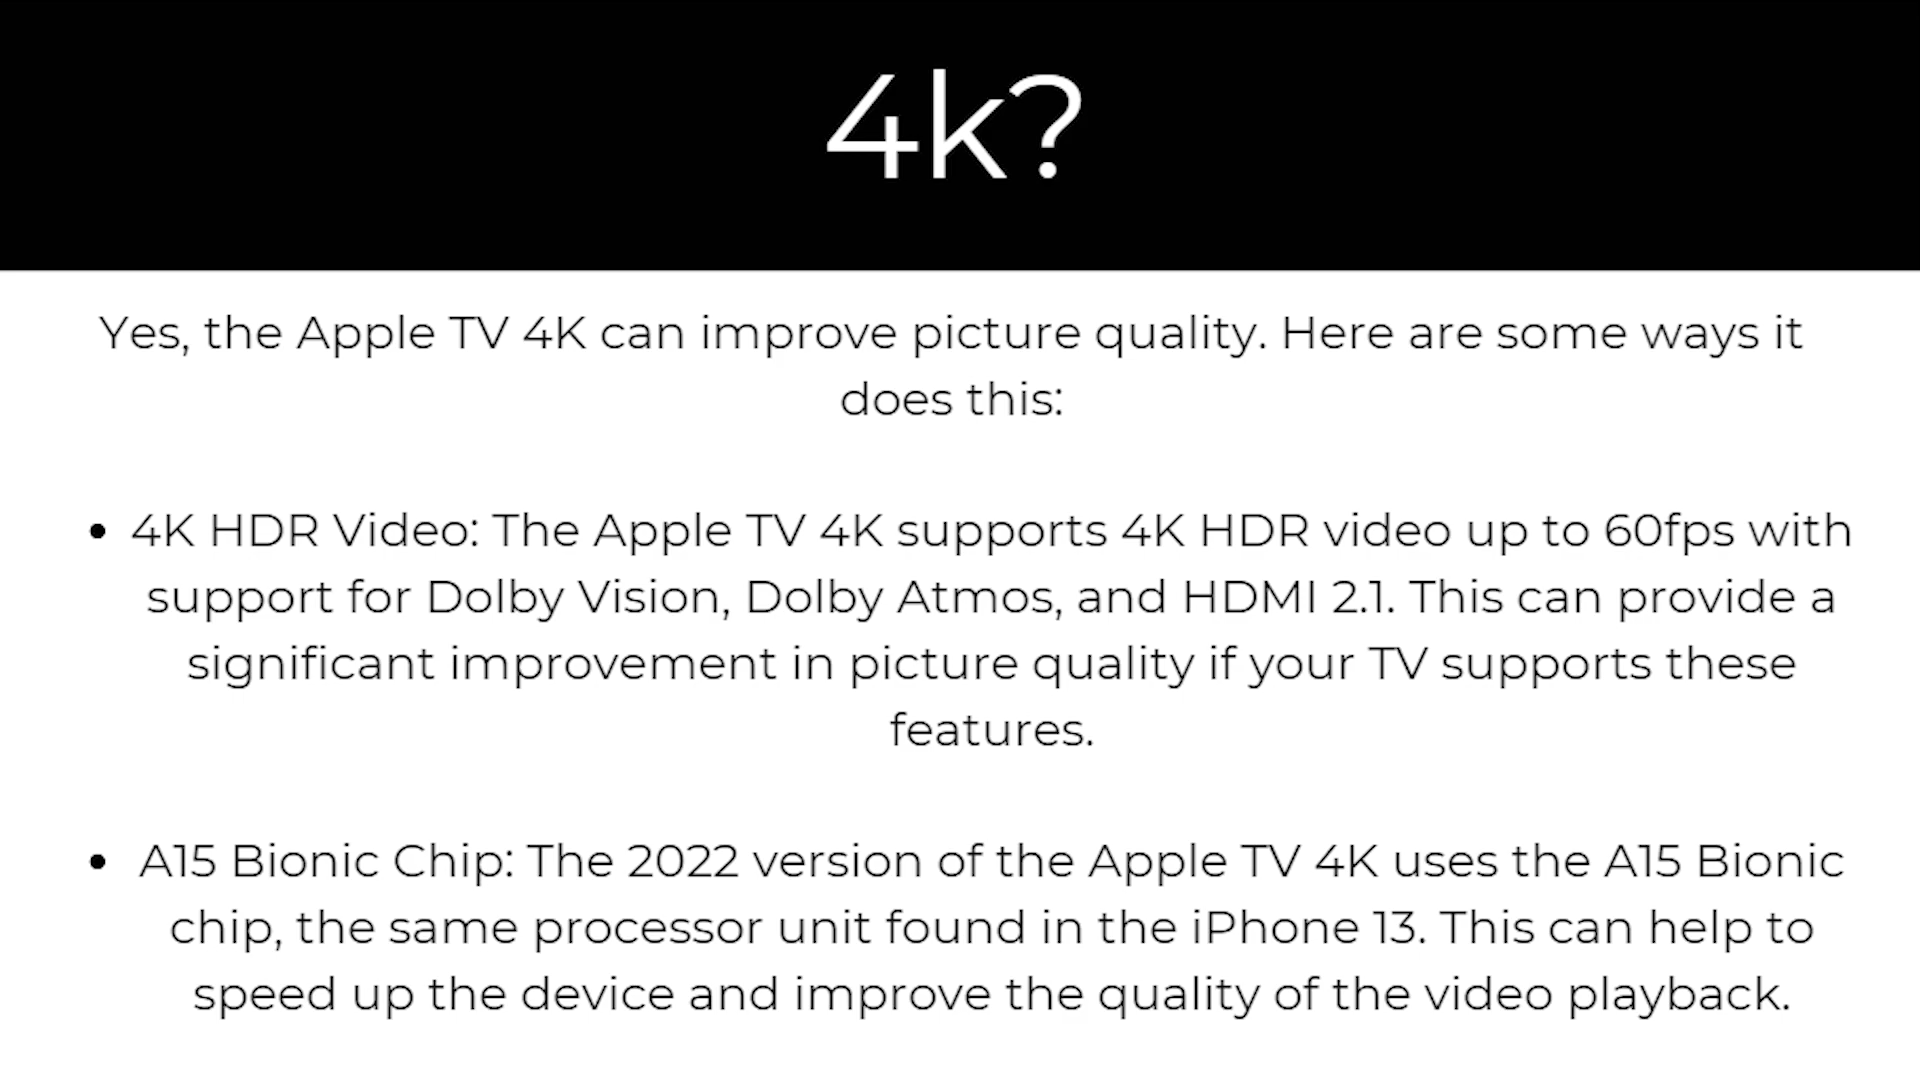 4k?
Yes, the Apple TV 4K can improve picture quality. Here are some ways it
does this:
• 4K HDR Video: The Apple TV 4K supports 4K HDR video up to 60fps with
support for Dolby Vision, Dolby Atmos, and HDMI 2.1. This can provide a
significant improvement in picture quality if your TV supports these
features.
• A15 Bionic Chip: The 2022 version of the Apple TV 4K uses the A15 Bionic
chip, the same processor unit found in the iPhone 13. This can help to
speed up the device and improve the quality of the video playback.